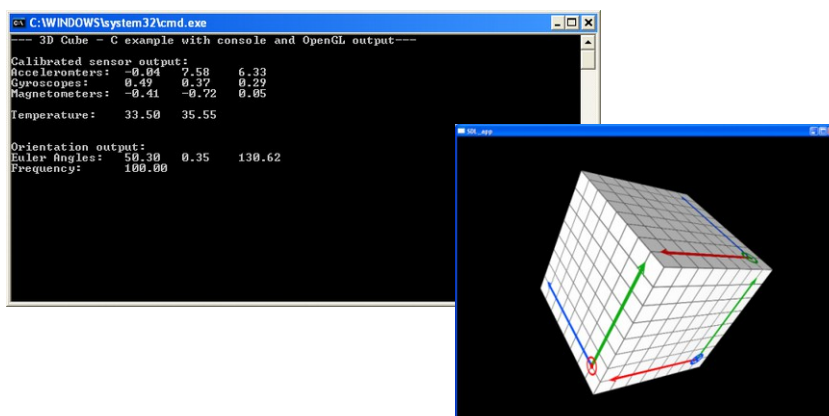 C:\WINDOWS\system32\cmd.exe
--- 3D Cube - C example with console and OpenGL output---
Calibrated sensor output:
Acceleromters: -0.04 7.58 6.33
Gyroscopes: 0.49 0.37 0.29
Magnetometers: -0.41 -0.72 0.05
Temperature: 33.50 35.55
Orientation output:
Euler Angles: 50.30 0.35 130.62
Frequency: 100.00
SDL_app